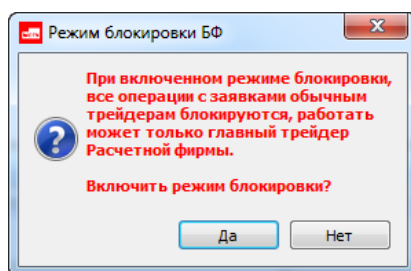 Режим блокировки БФ
При включенном режиме блокировки,
все операции с заявками обычным
трейдерам блокируются, работать
может только главный трейдер
Расчетной фирмы.
Включить режим блокировки?
Да
Нет